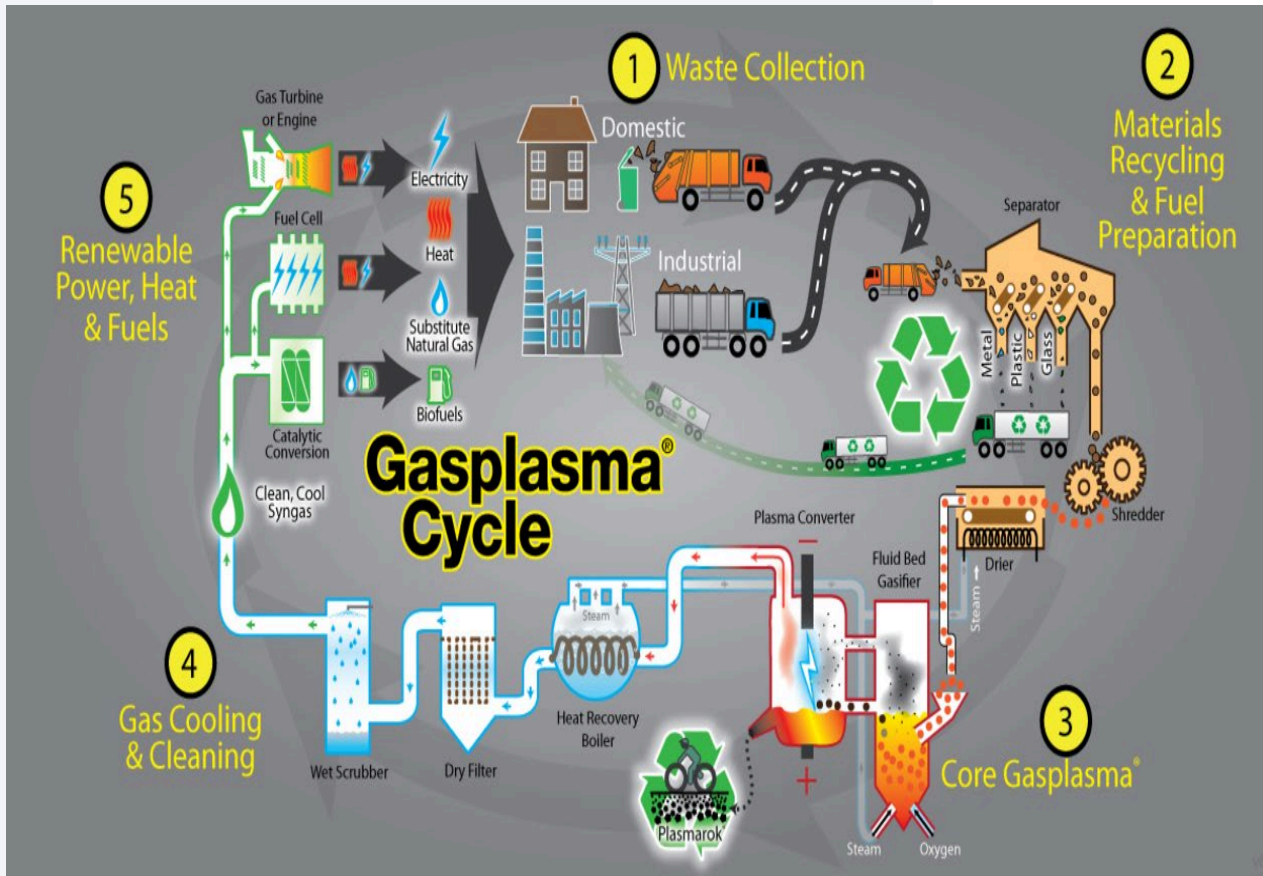 1
Waste Collection
2
Materials
Recycling
& Fuel
Preparation
Gas Turbine
or Engine
Domestic
Electricity
5
Renewable
Power, Heat
& Fuels
Fuel Cell
Heat
Industrial
Separator
Substitute
Natural Gas
Metal
Plastic
Glass
Biofuels
Catalytic
Conversion
Gasplasma®
Cycle
Clean, Cool
Syngas
Shredder
Drier
Steam
Plasma Converter
−
+
Fluid Bed
Gasifier
Steam
4
Gas Cooling
& Cleaning
Heat Recovery
Boiler
Wet Scrubber
Dry Filter
3
Core Gasplasma®
Plasmarok®
Steam
Oxygen